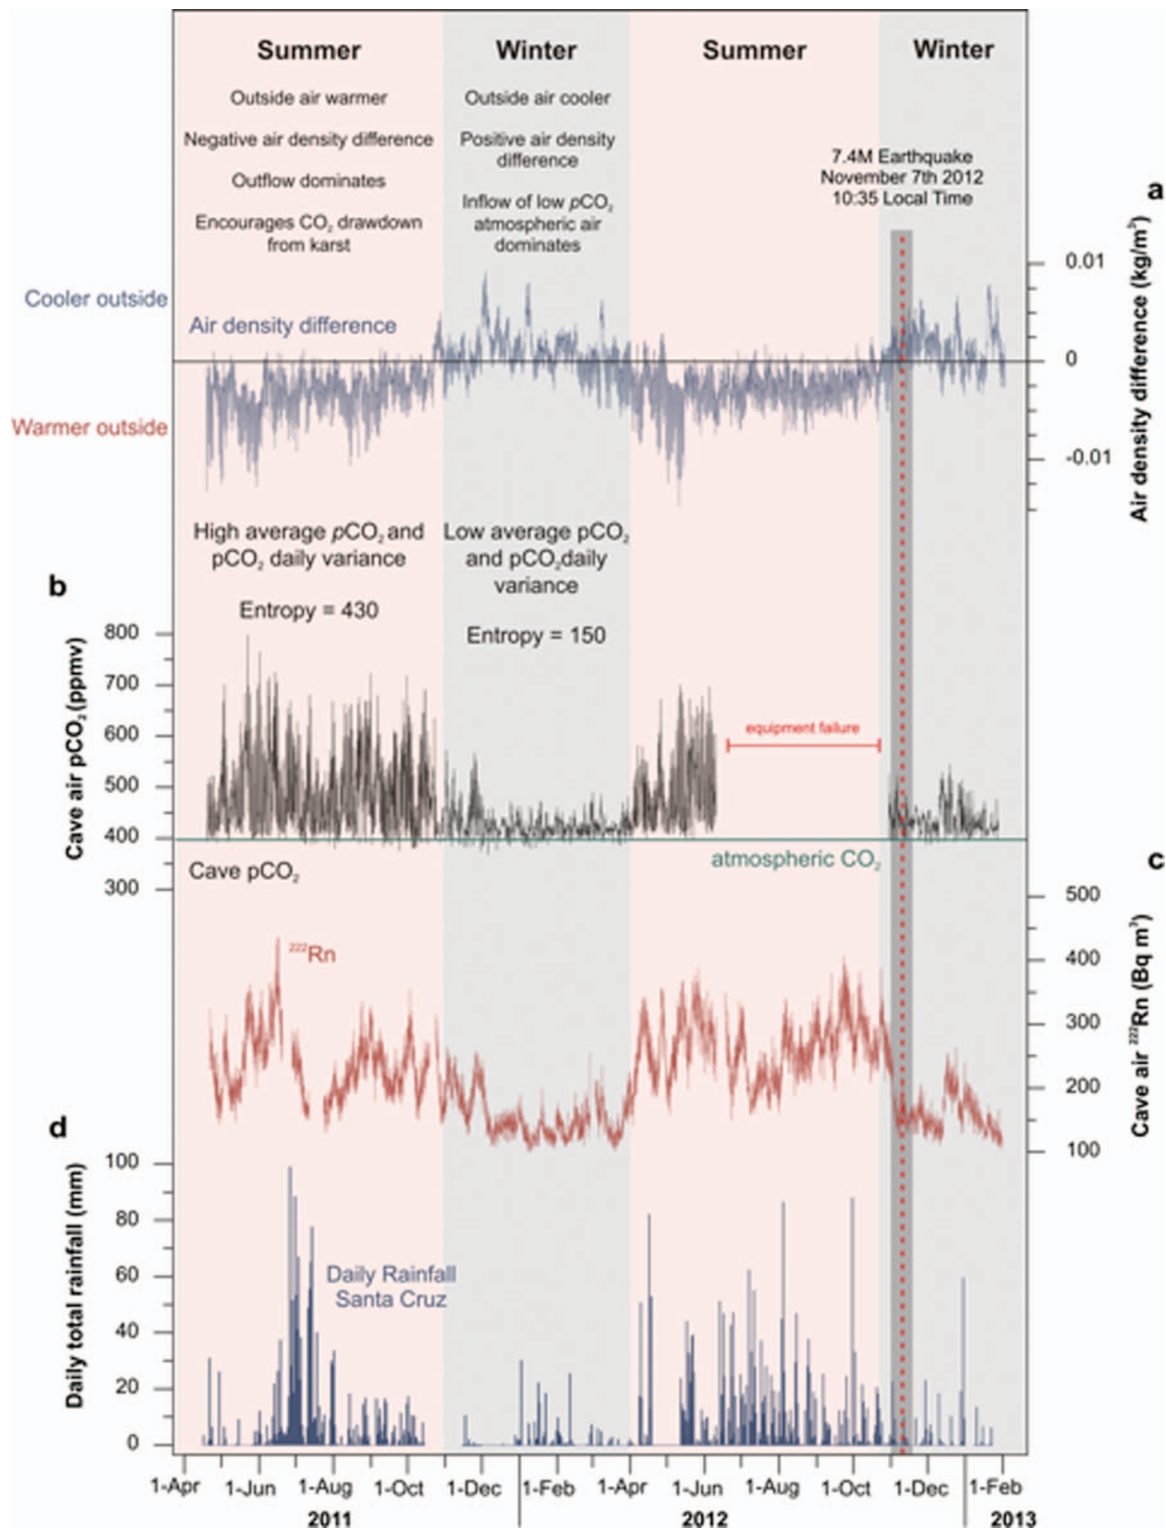 Summer
Winter
Summer
Winter
Outside air warmer
Negative air density difference
Outflow dominates
Encourages CO₂ drawdown
from karst
Outside air cooler
Positive air density
difference
Inflow of low pCO₂
atmospheric air
dominates
7.4M Earthquake
November 7th 2012
10:35 Local Time
a
Cooler outside
Air density difference
Warmer outside
0.01
0
-0.01
Air density difference (kg/m³)
High average pCO₂ and
pCO₂ daily variance
Entropy = 430
Low average pCO₂
and pCO₂daily
variance
Entropy = 150
b
800
700
600
500
400
300
Cave air pCO₂ (ppmv)
equipment failure
atmospheric CO₂
Cave pCO₂
c
500
400
300
200
100
Cave air ²²²Rn (Bq m³)
²²²Rn
d
100
80
60
40
20
0
Daily total rainfall (mm)
Daily Rainfall
Santa Cruz
1-Apr 1-Jun 1-Aug 1-Oct 1-Dec 1-Feb 1-Apr 1-Jun 1-Aug 1-Oct 1-Dec 1-Feb
2011 2012 2013